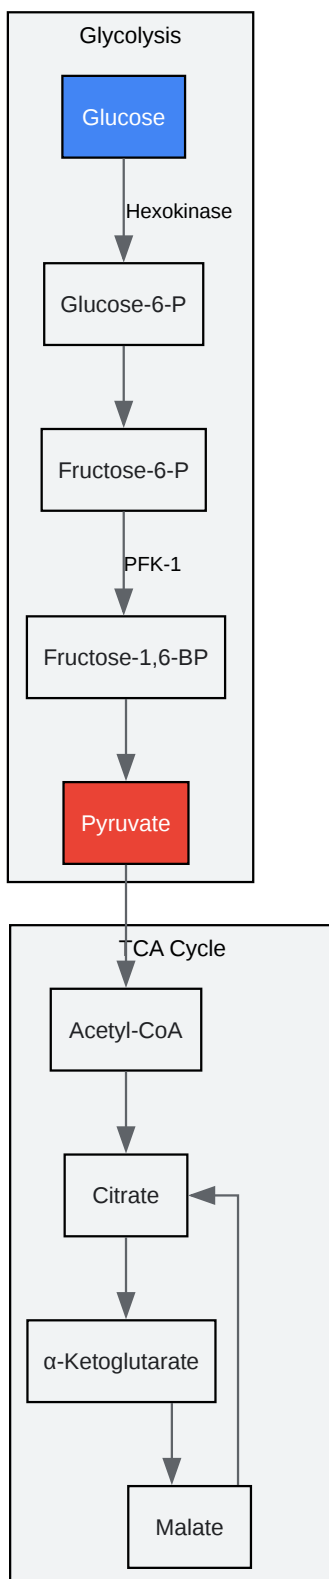 Glycolysis
Glucose
Hexokinase
Glucose-6-P
Fructose-6-P
PFK-1
Fructose-1,6-BP
Pyruvate
TCA Cycle
Acetyl-CoA
Citrate
α-Ketoglutarate
Malate